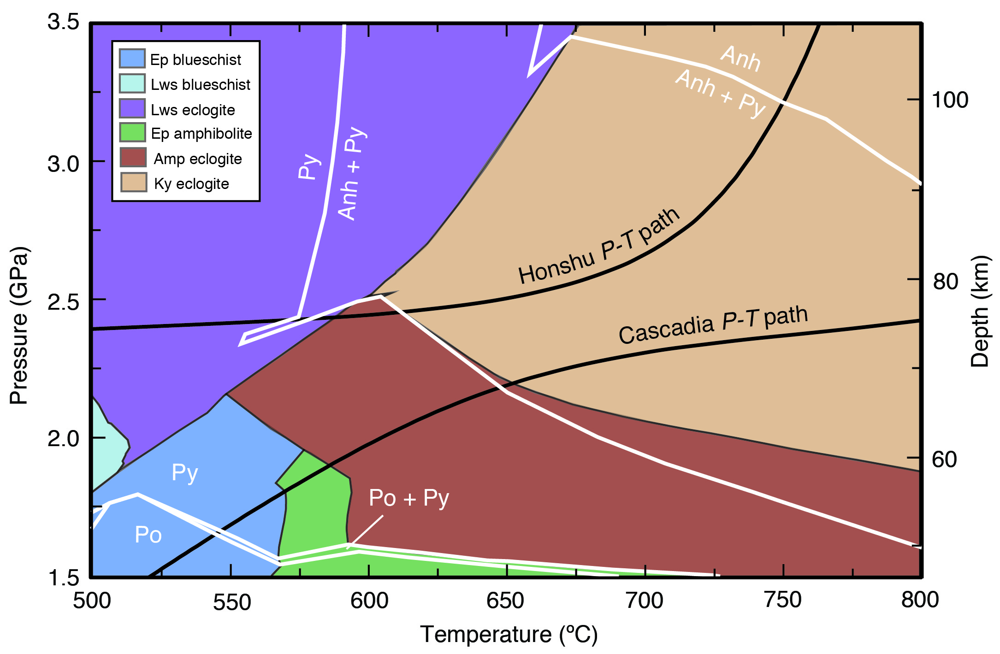 3.5
3.0
2.5
2.0
1.5
Pressure (GPa)
Ep blueschist
Lws blueschist
Lws eclogite
Ep amphibolite
Amp eclogite
Ky eclogite
Py
Anh + Py
Anh
Anh + Py
Honshu P-T path
Cascadia P-T path
Py
Po
Po + Py
100
80
60
Depth (km)
500
550
600
650
700
750
800
Temperature (ºC)